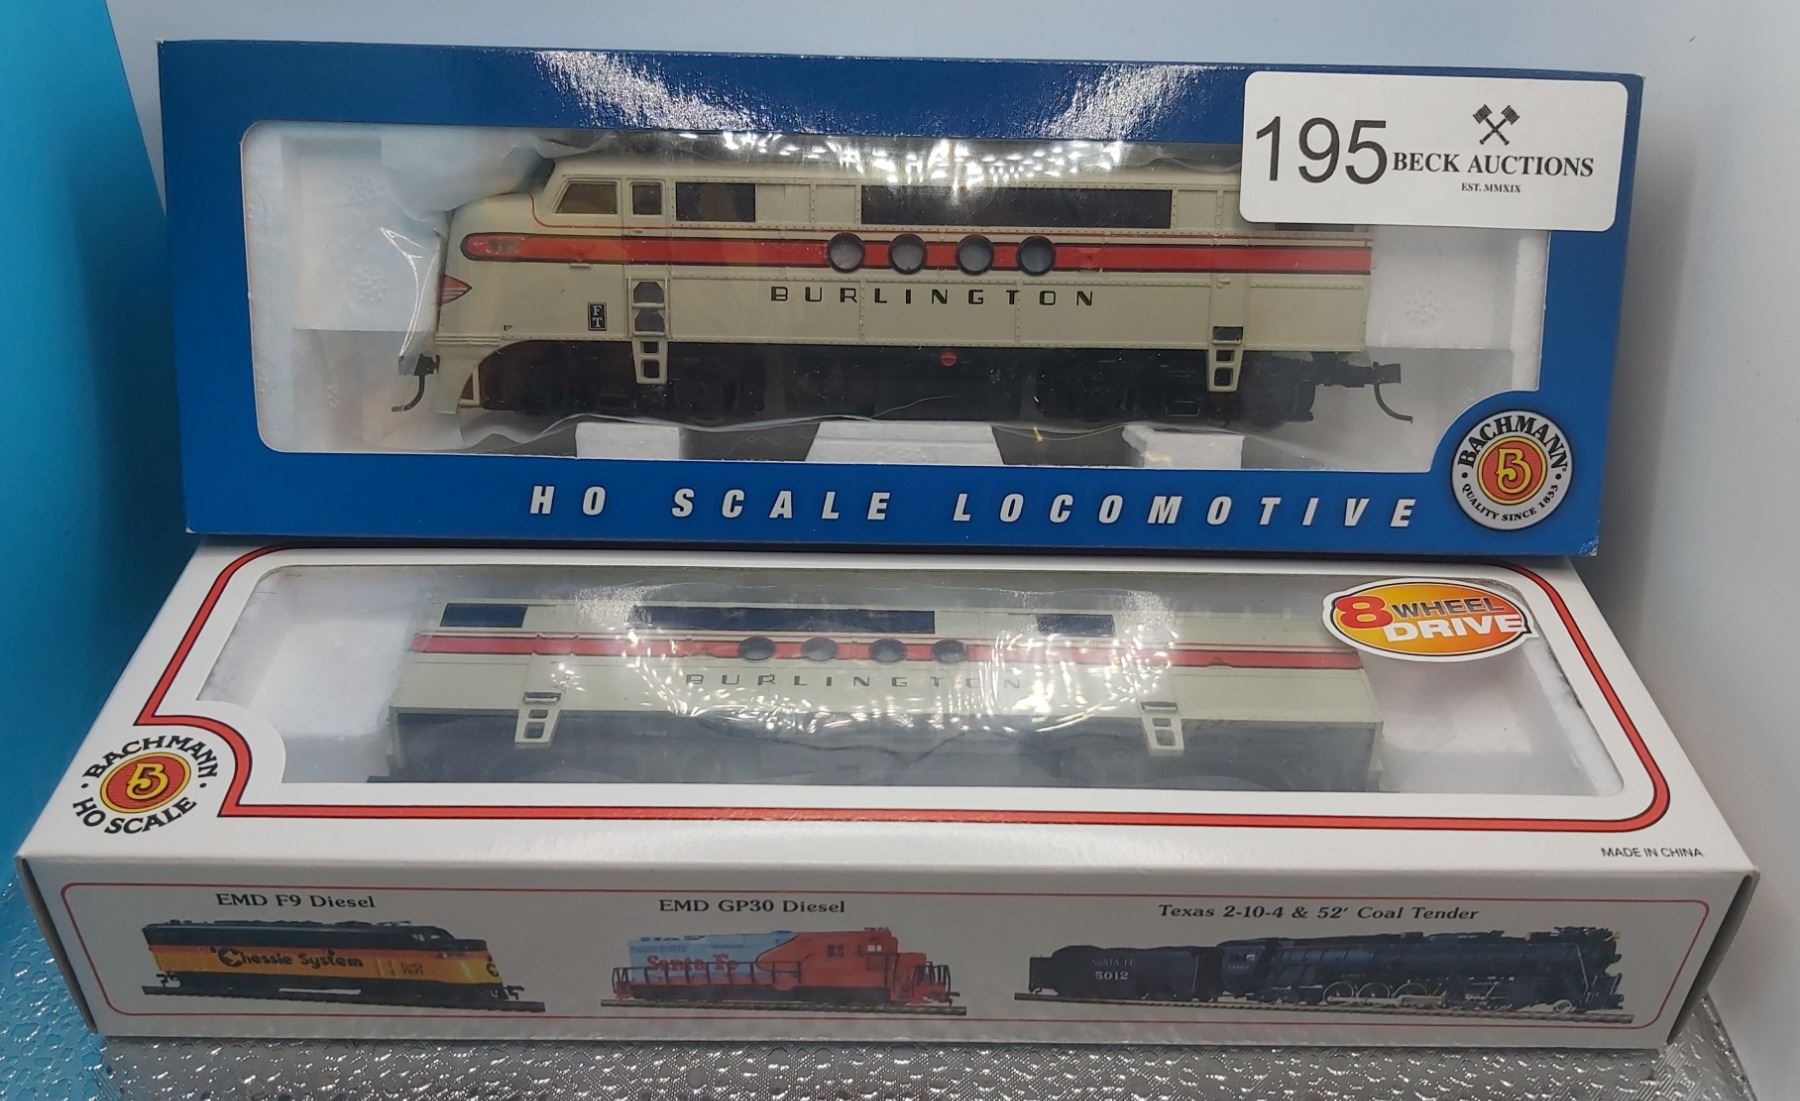 195
BECK AUCTIONS
EST. MMXIX
BURLINGTON
FT
F
BACHMANN
QUALITY SINCE 1833
HO SCALE LOCOMOTIVE
8 WHEEL
DRIVE
BURLINGTON
BACHMANN
HO SCALE
MADE IN CHINA
EMD F9 Diesel
EMD GP30 Diesel
Texas 2-10-4 & 52' Coal Tender
Chessie System
Santa Fe
SANTA FE
5012